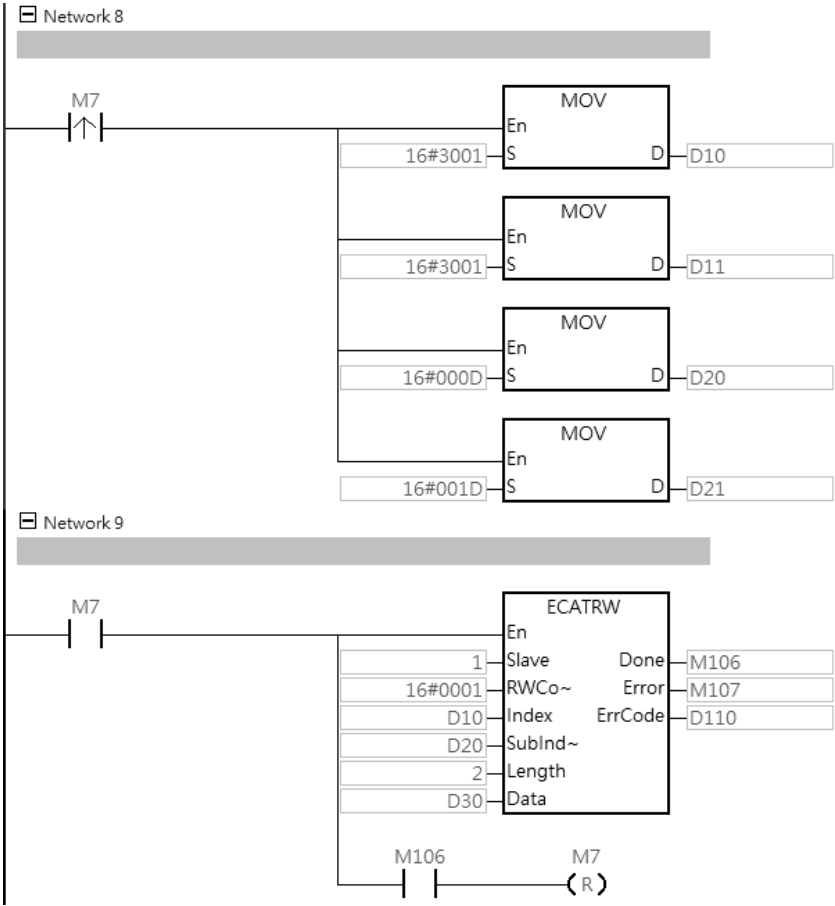 Network 8
M7
MOV
En
16#3001 S D D10
MOV
En
16#3001 S D D11
MOV
En
16#000D S D D20
MOV
En
16#001D S D D21
Network 9
M7
ECATRW
En
1 Slave Done M106
16#0001 RWCo~ Error M107
D10 Index ErrCode D110
D20 SubInd~
2 Length
D30 Data
M106 M7
R